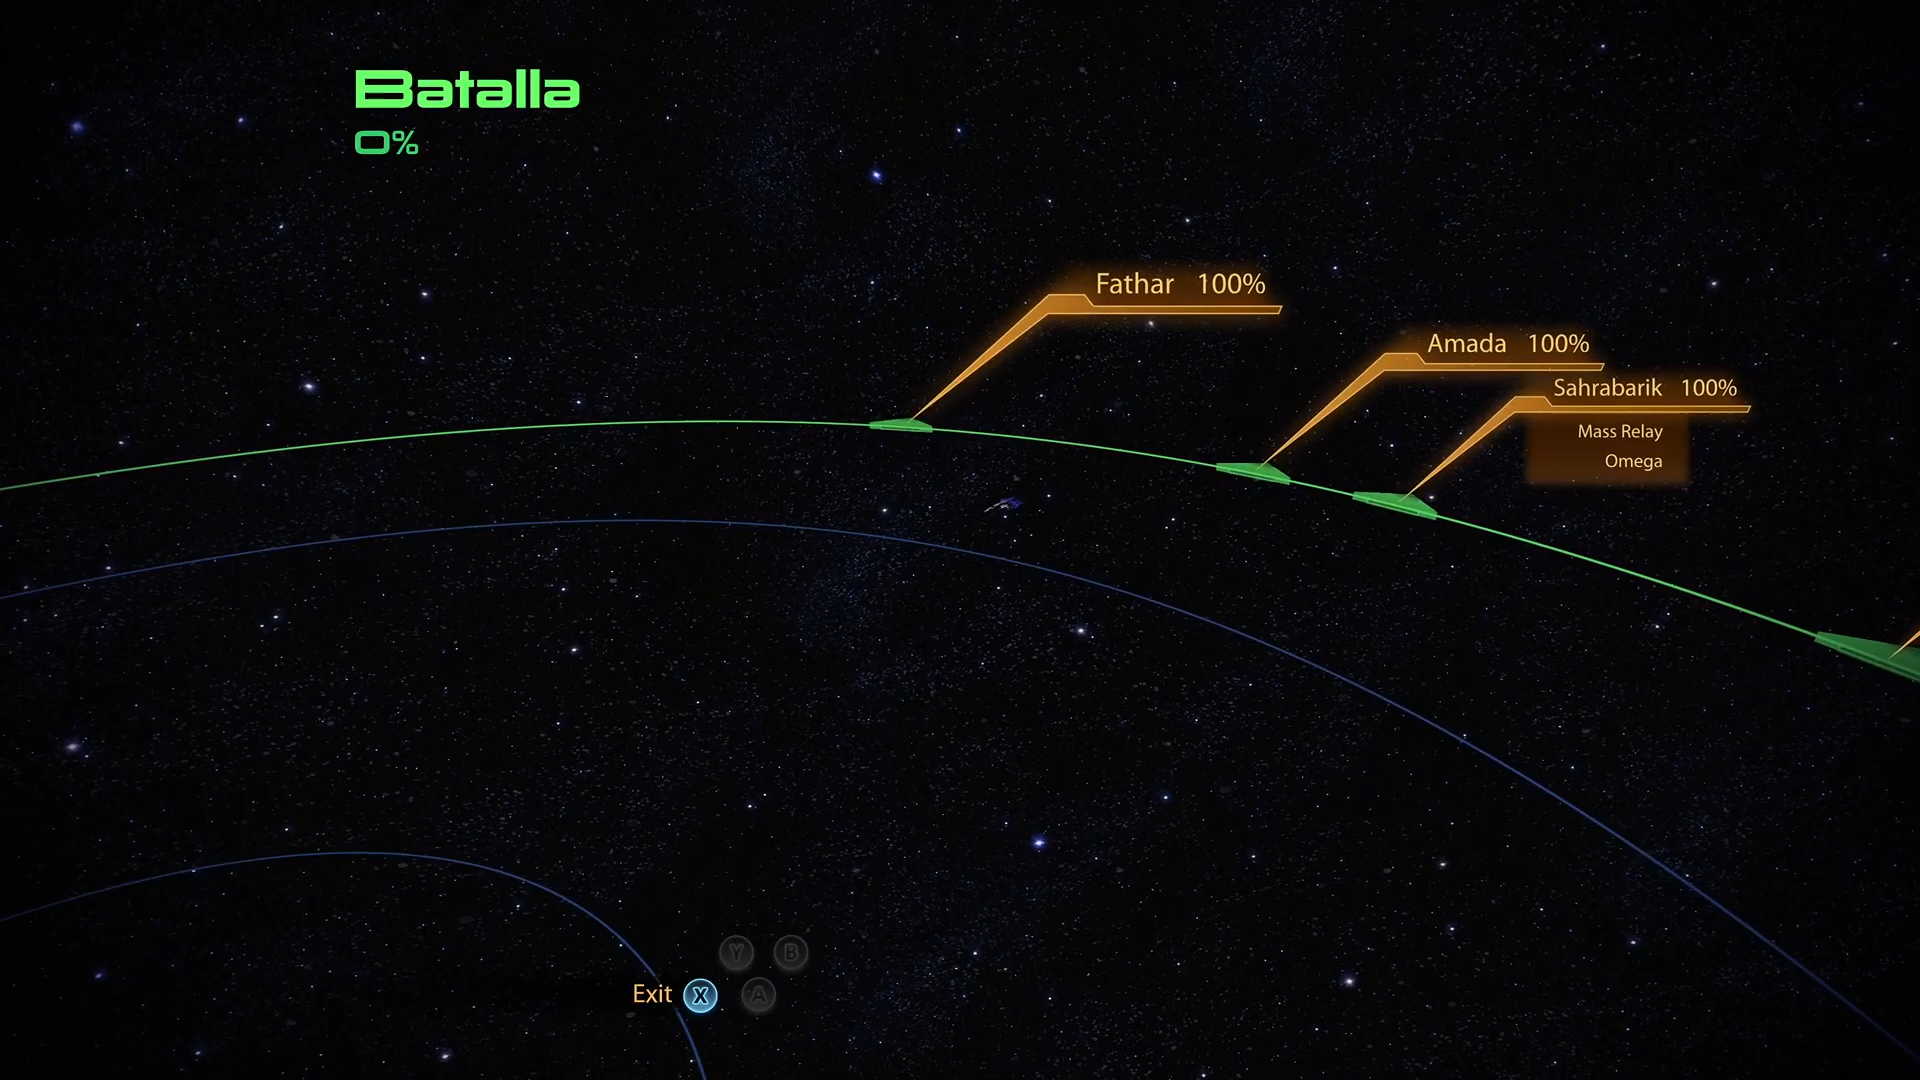 Batalla
0%
Fathar 100%
Amada 100%
Sahrabarik 100%
Mass Relay
Omega
Y B
Exit X A